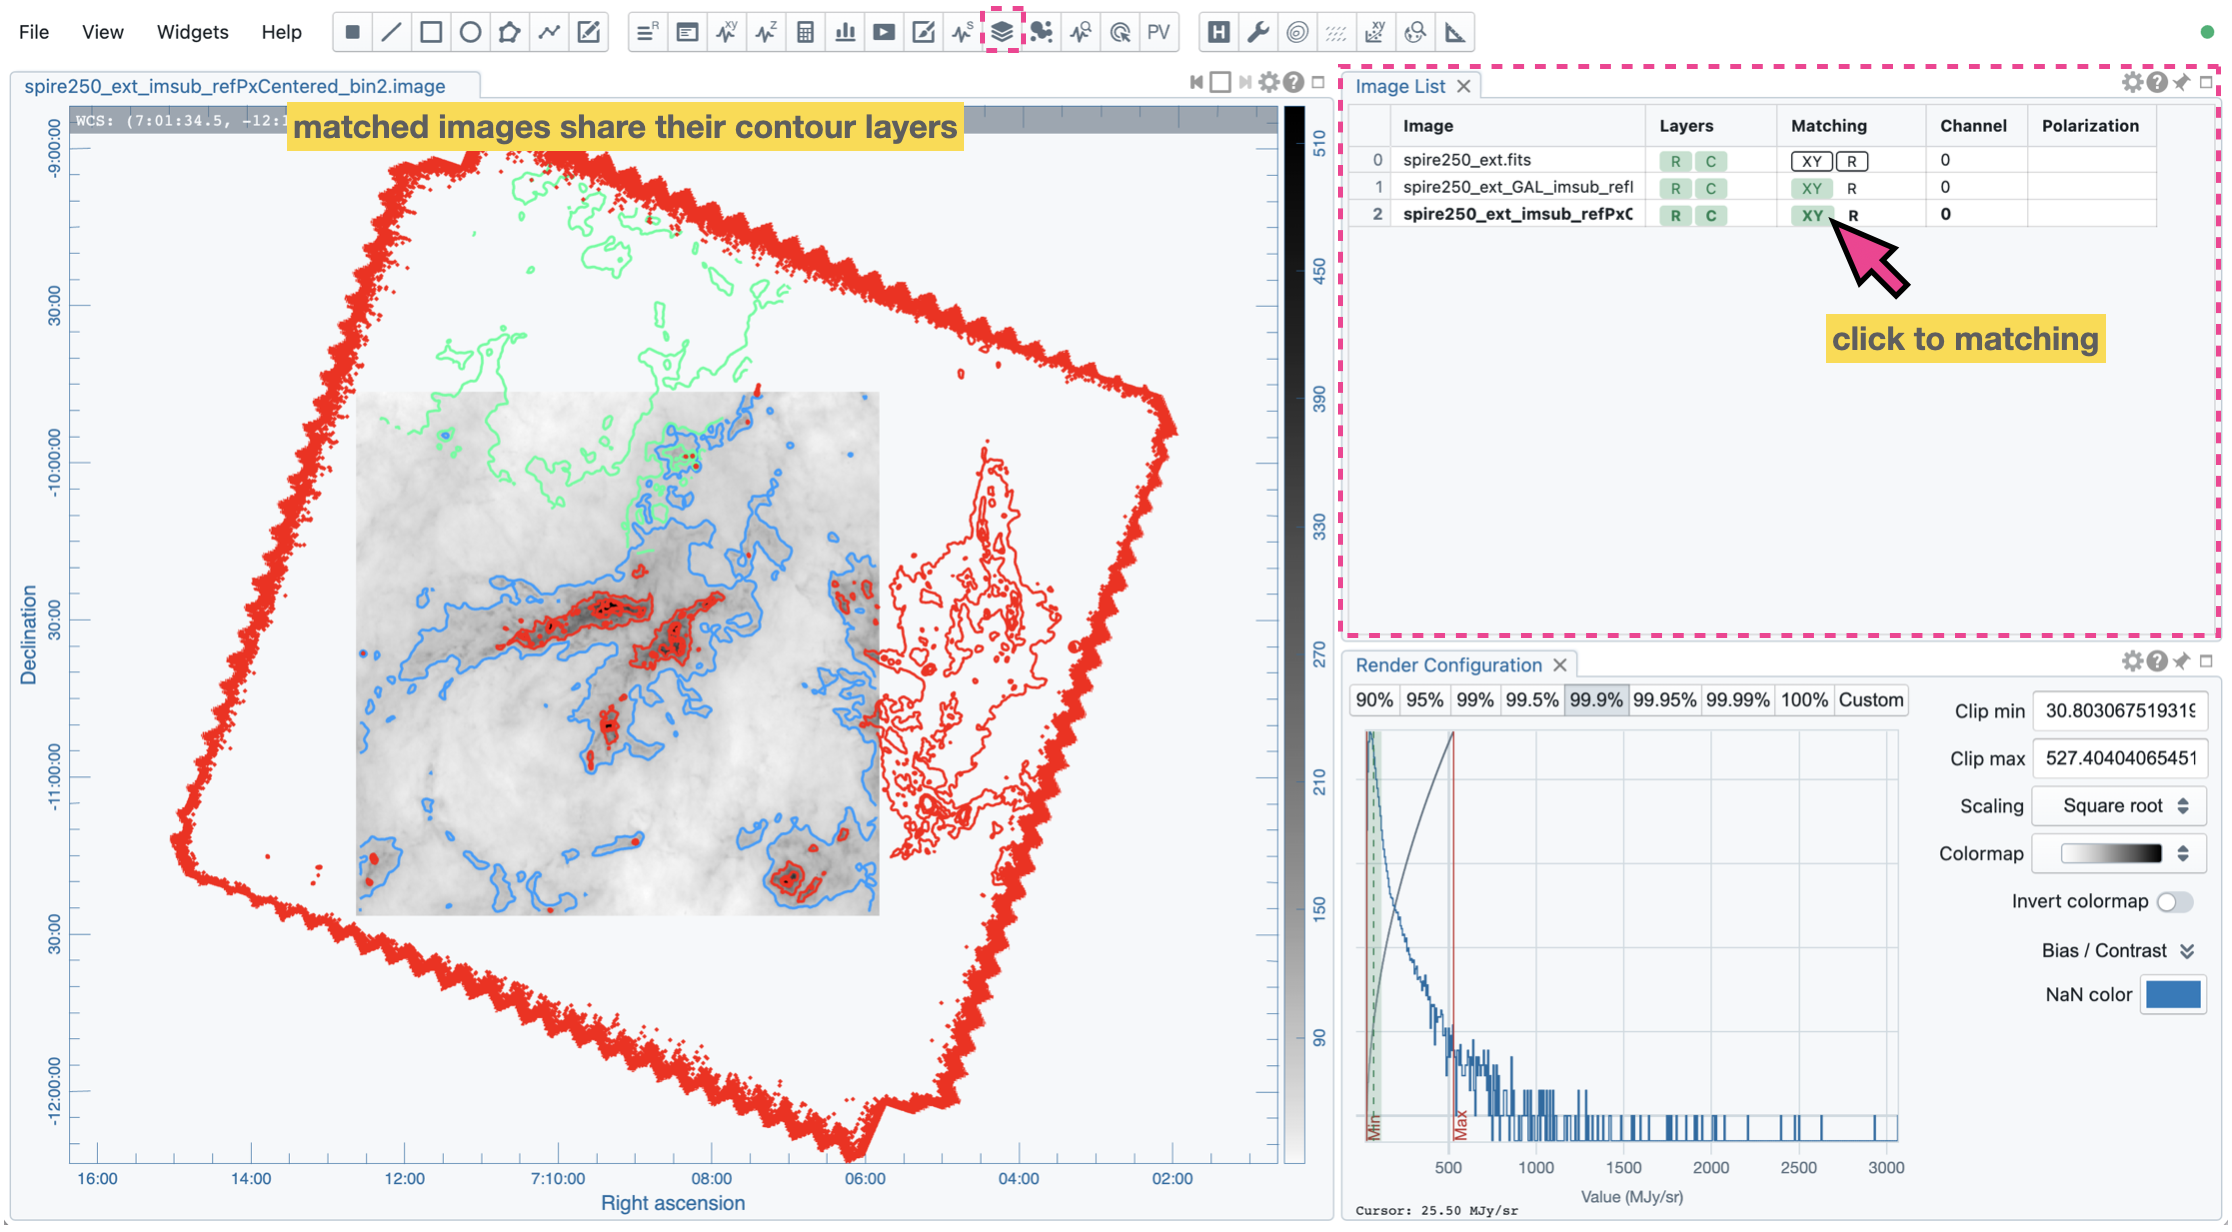 File View Widgets Help
R
xy
Z
S
PV
H
xy
spire250_ext_imsub_refPxCentered_bin2.image
WCS: (7:01:34.5, -12:1
matched images share their contour layers
Declination
-9:00:00
30:00
-10:00:00
30:00
-11:00:00
30:00
-12:00:00
16:00 14:00 12:00 7:10:00 08:00 06:00 04:00 02:00
Right ascension
510
450
390
330
270
210
150
90
Image List
Image Layers Matching Channel Polarization
0 spire250_ext.fits R C XY R 0
1 spire250_ext_GAL_imsub_refl R C XY R 0
2 spire250_ext_imsub_refPxC R C XY R 0
click to matching
Render Configuration
90% 95% 99% 99.5% 99.9% 99.95% 99.99% 100% Custom
Clip min 30.803067519319
Clip max 527.40404065451
Scaling Square root
Colormap
Invert colormap
Bias / Contrast
NaN color
Min
Max
500 1000 1500 2000 2500 3000
Value (MJy/sr)
Cursor: 25.50 MJy/sr